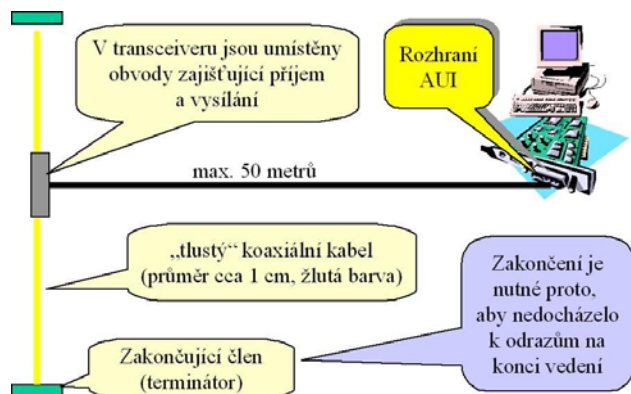 V transceiveru jsou umístěny
obvody zajišťující příjem
a vysílání
Rozhraní
AUI
max. 50 metrů
„tlustý“ koaxiální kabel
(průměr cca 1 cm, žlutá barva)
Zakončení je
nutné proto,
aby nedocházelo
k odrazům na
konci vedení
Zakončující člen
(terminátor)